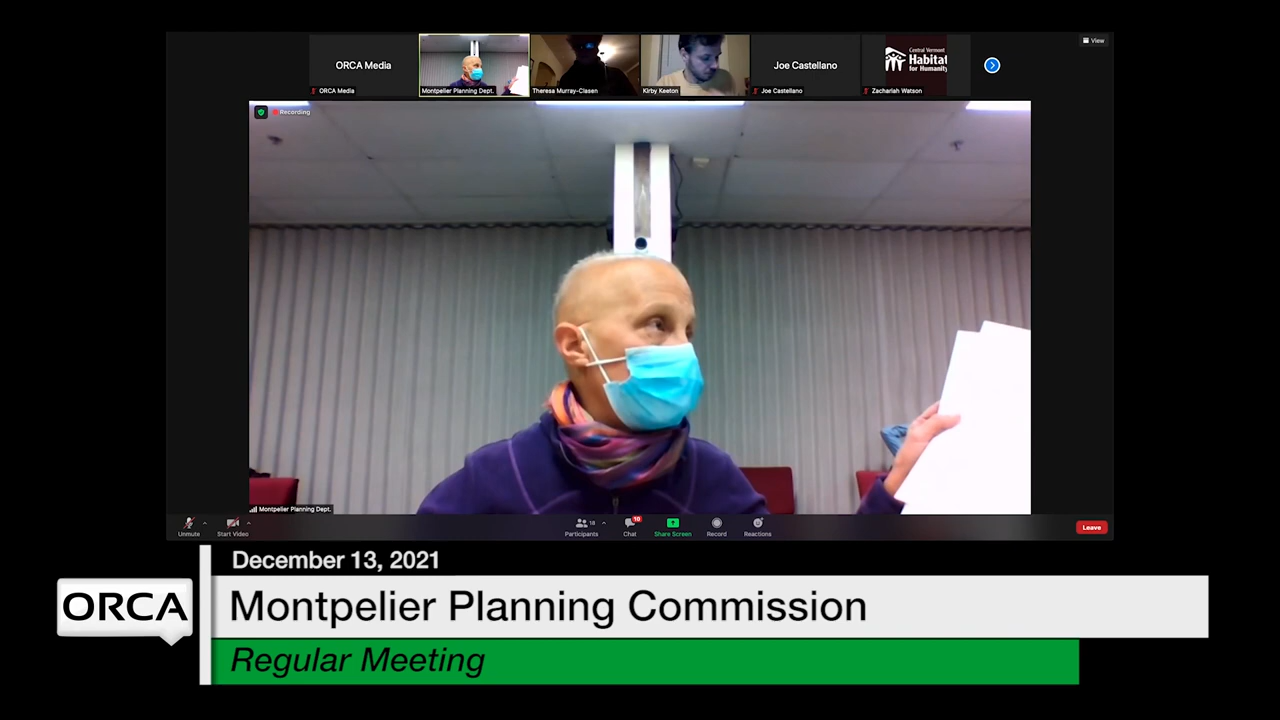 View
ORCA Media
Joe Castellano
Central Vermont
Habitat
for Humanity
ORCA Media
Montpelier Planning Dept.
Theresa Murray-Clasen
Kirby Keeton
Joe Castellano
Zachariah Watson
Recording
Montpelier Planning Dept.
Unmute
Start Video
Participants
18
Chat
10
Share Screen
Record
Reactions
Leave
December 13, 2021
ORCA
Montpelier Planning Commission
Regular Meeting